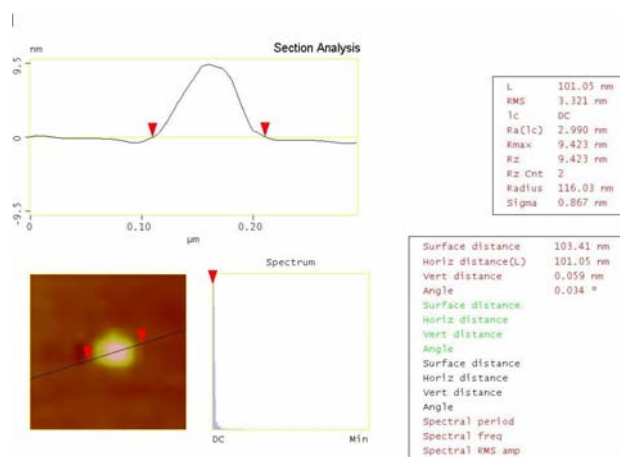 Section Analysis
nm
9.5
0
-9.5
0
0.10
0.20
µm
L 101.05 nm
RMS 3.321 nm
lc DC
Ra(lc) 2.990 nm
Rmax 9.423 nm
Rz 9.423 nm
Rz Cnt 2
Radius 116.03 nm
Sigma 0.867 nm
Surface distance 103.41 nm
Horiz distance(L) 101.05 nm
Vert distance 0.059 nm
Angle 0.034 °
Surface distance
Horiz distance
Vert distance
Angle
Surface distance
Horiz distance
Vert distance
Angle
Spectral period
Spectral freq
Spectral RMS amp
Spectrum
DC
Min